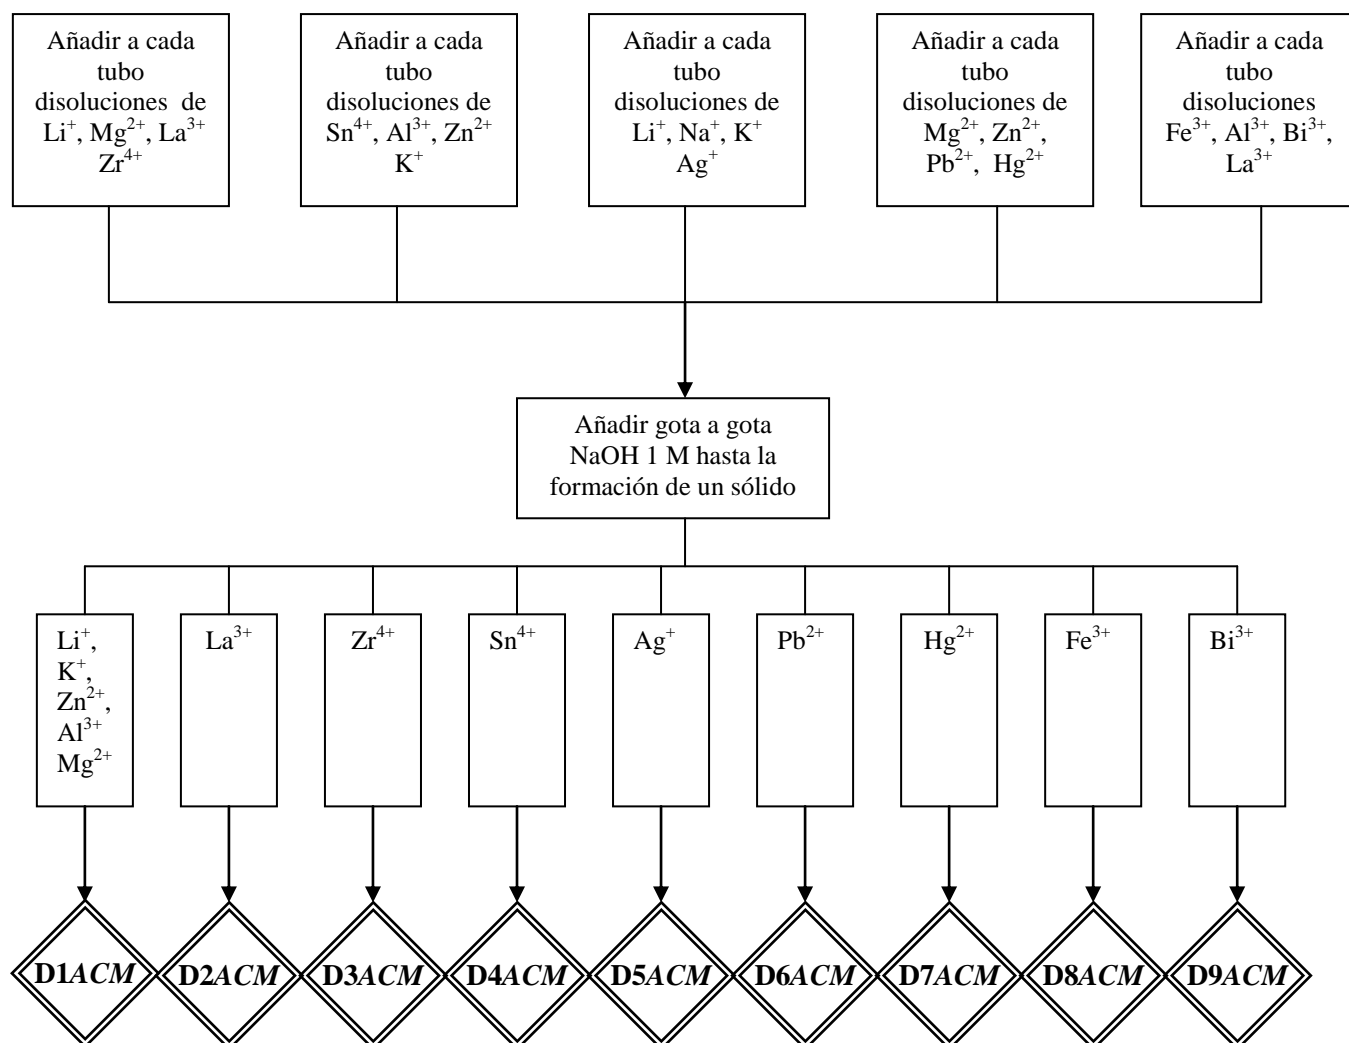 Añadir a cada
tubo
disoluciones de
Li⁺, Mg²⁺, La³⁺
Zr⁴⁺
Añadir a cada
tubo
disoluciones de
Sn⁴⁺, Al³⁺, Zn²⁺
K⁺
Añadir a cada
tubo
disoluciones de
Li⁺, Na⁺, K⁺
Ag⁺
Añadir a cada
tubo
disoluciones de
Mg²⁺, Zn²⁺,
Pb²⁺, Hg²⁺
Añadir a cada
tubo
disoluciones
Fe³⁺, Al³⁺, Bi³⁺,
La³⁺
Añadir gota a gota
NaOH 1 M hasta la
formación de un sólido
Li⁺,
K⁺,
Zn²⁺,
Al³⁺
Mg²⁺
La³⁺
Zr⁴⁺
Sn⁴⁺
Ag⁺
Pb²⁺
Hg²⁺
Fe³⁺
Bi³⁺
D1ACM
D2ACM
D3ACM
D4ACM
D5ACM
D6ACM
D7ACM
D8ACM
D9ACM